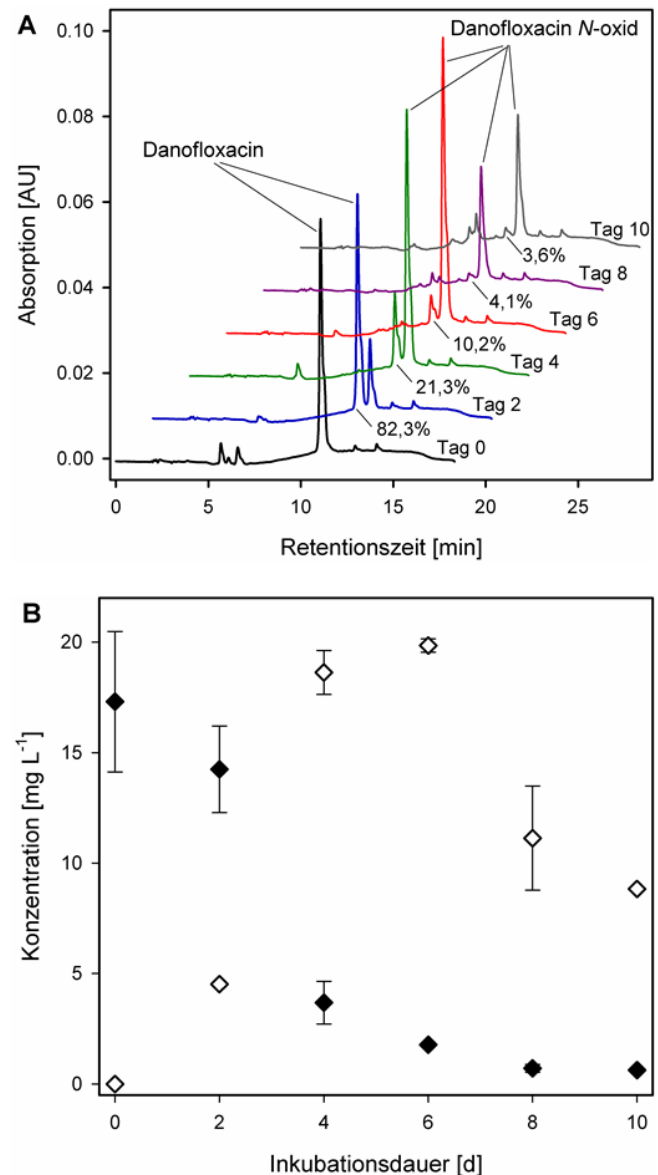 A
0.10
Danofloxacin N-oxid
0.08
Danofloxacin
0.06
Absorption [AU]
Tag 10
3,6%
Tag 8
0.04
4,1%
Tag 6
10,2%
Tag 4
0.02
21,3%
Tag 2
82,3%
Tag 0
0.00
0 5 10 15 20 25
Retentionszeit [min]
B
20
15
Konzentration [mg L⁻¹]
10
5
0
0 2 4 6 8 10
Inkubationsdauer [d]